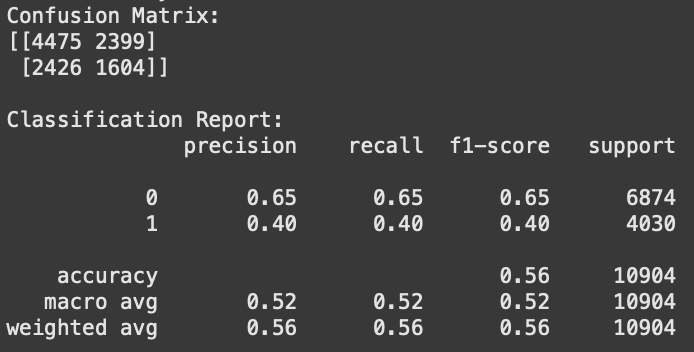 Confusion Matrix:
[[4475 2399]
 [2426 1604]]
Classification Report:
precision recall f1-score support
0 0.65 0.65 0.65 6874
1 0.40 0.40 0.40 4030
accuracy 0.56 10904
macro avg 0.52 0.52 0.52 10904
weighted avg 0.56 0.56 0.56 10904